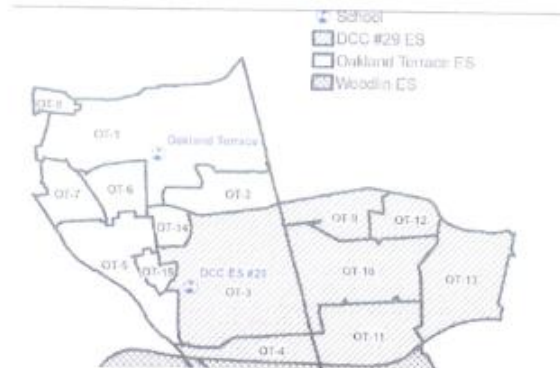 School
DCC #29 ES
Oakland Terrace ES
Woodlin ES
OT-8
OT-1
Oakland Terrace
OT-7
OT-6
OT-2
OT-9
OT-12
OT-14
OT-5
OT-15
DCC ES #29
OT-3
OT-10
OT-13
OT-4
OT-11